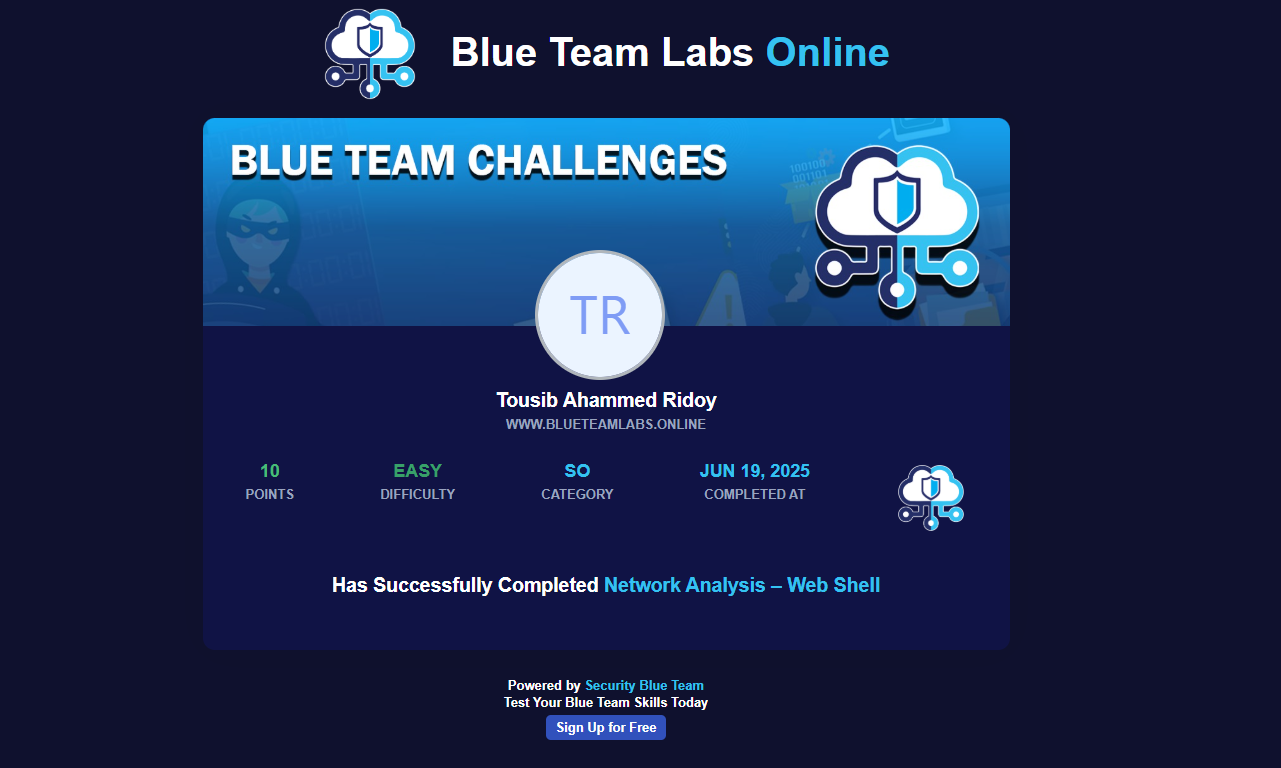 Blue Team Labs Online
BLUE TEAM CHALLENGES
100100
001101
TR
Tousib Ahammed Ridoy
WWW.BLUETEAMLABS.ONLINE
10 EASY SO JUN 19, 2025
POINTS DIFFICULTY CATEGORY COMPLETED AT
Has Successfully Completed Network Analysis – Web Shell
Powered by Security Blue Team
Test Your Blue Team Skills Today
Sign Up for Free